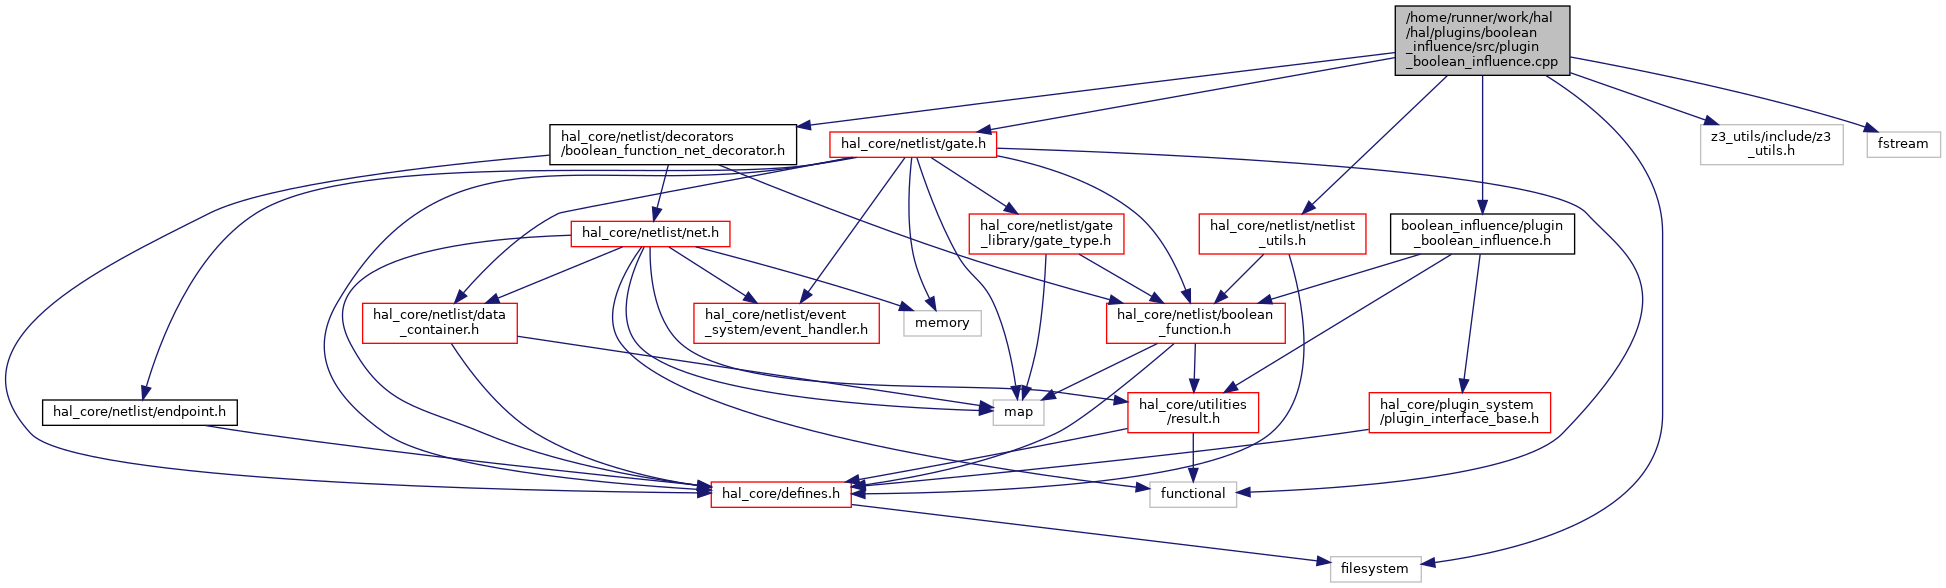 /home/runner/work/hal
/hal/plugins/boolean
_influence/src/plugin
_boolean_influence.cpp
hal_core/netlist/decorators
/boolean_function_net_decorator.h
hal_core/netlist/gate.h
z3_utils/include/z3
_utils.h
fstream
hal_core/netlist/net.h
hal_core/netlist/gate
_library/gate_type.h
hal_core/netlist/netlist
_utils.h
boolean_influence/plugin
_boolean_influence.h
hal_core/netlist/data
_container.h
hal_core/netlist/event
_system/event_handler.h
memory
hal_core/netlist/boolean
_function.h
hal_core/netlist/endpoint.h
map
hal_core/utilities
/result.h
hal_core/plugin_system
/plugin_interface_base.h
hal_core/defines.h
functional
filesystem